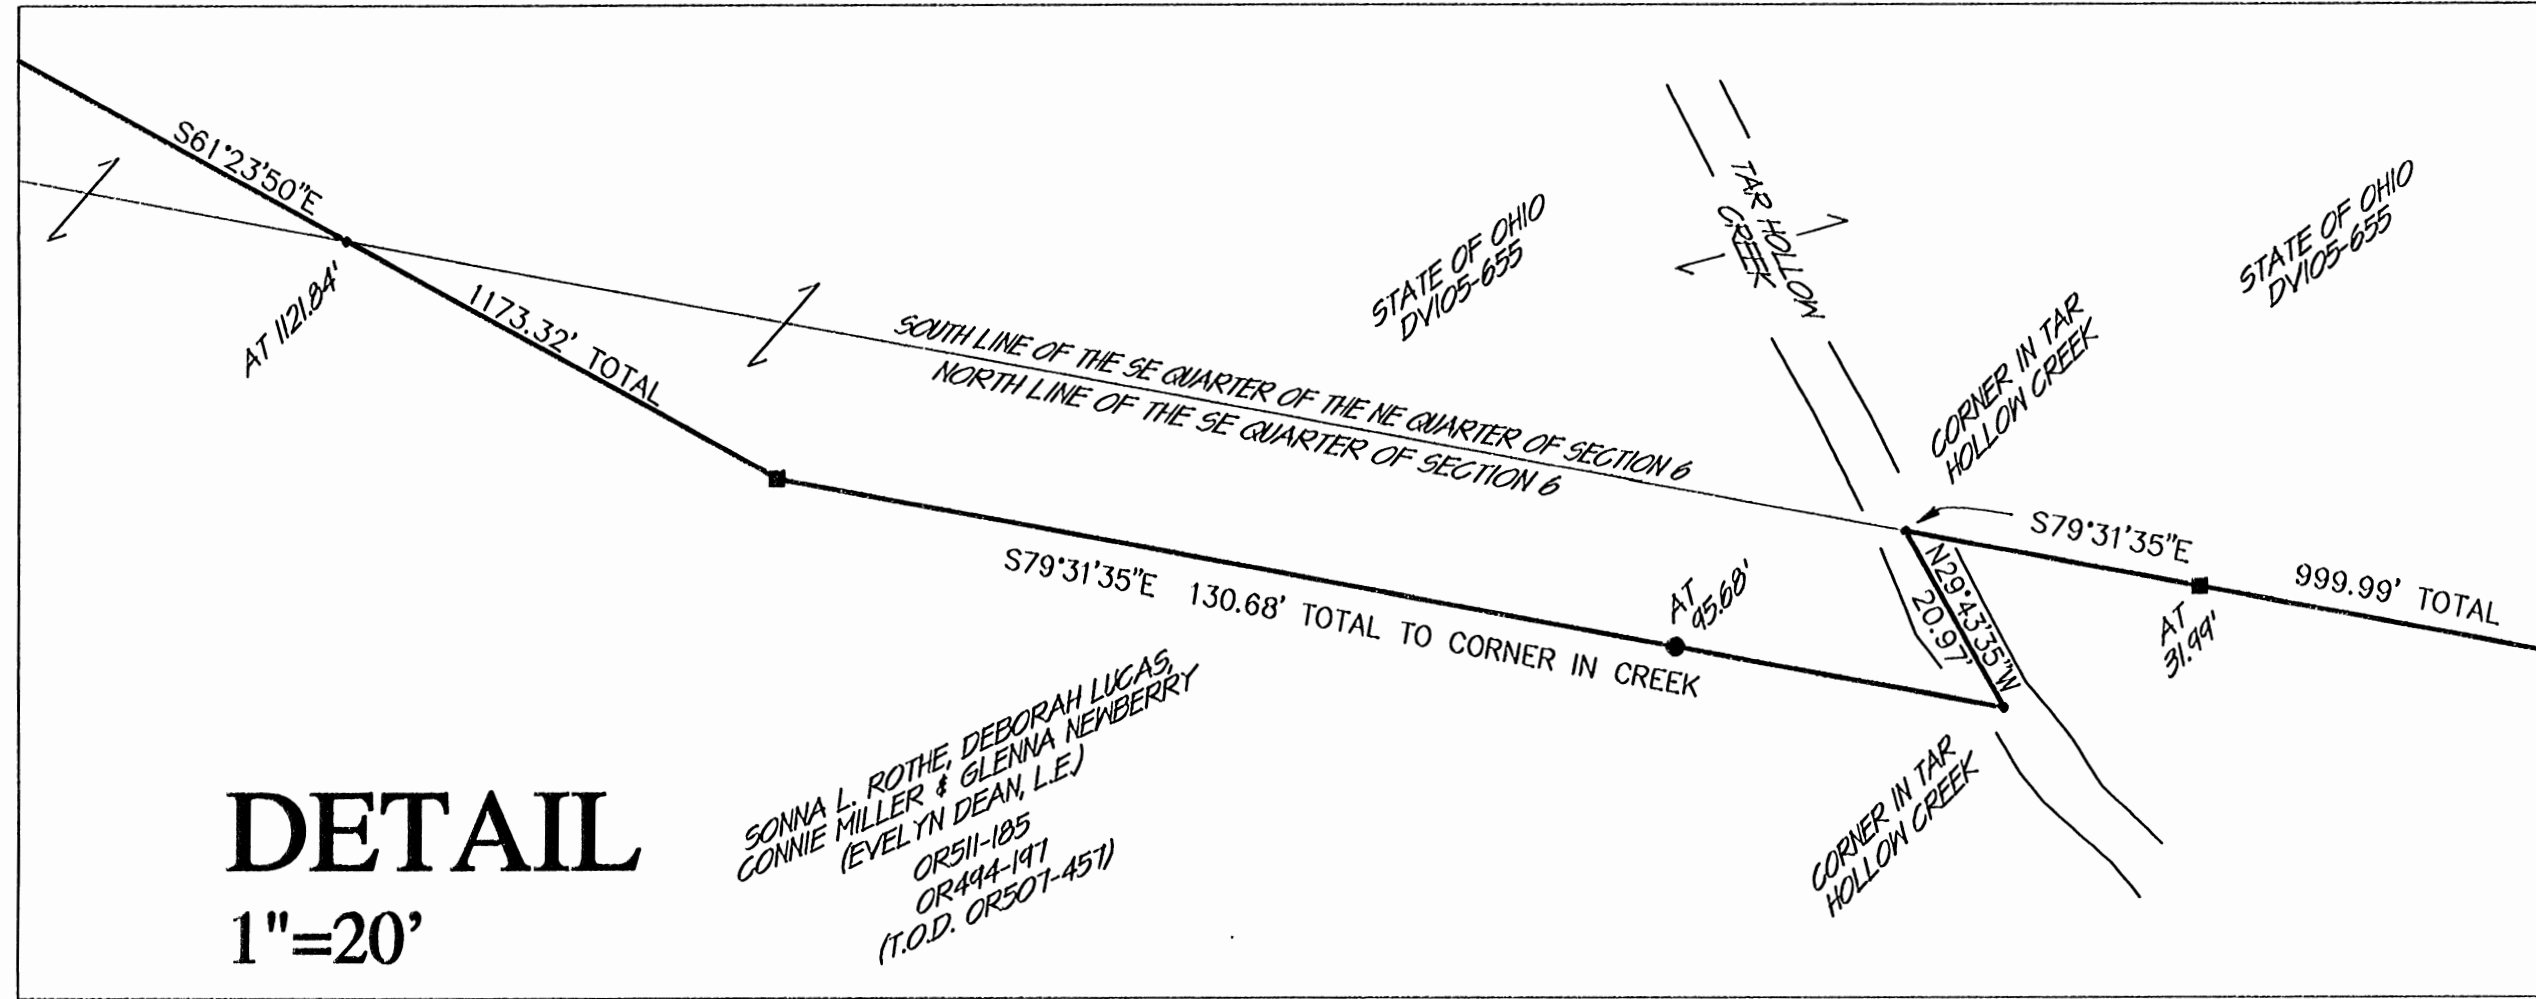 S61°23'50"E
AT 1121.84'
1173.32' TOTAL
SOUTH LINE OF THE SE QUARTER OF THE NE QUARTER OF SECTION 6
NORTH LINE OF THE SE QUARTER OF SECTION 6
STATE OF OHIO
DV105-655
TAR HOLLOW
CREEK
STATE OF OHIO
DV105-655
CORNER IN TAR
HOLLOW CREEK
S79°31'35"E
999.99' TOTAL
AT
31.99'
N29°43'35"W
20.97'
S79°31'35"E 130.68' TOTAL TO CORNER IN CREEK
AT
95.68'
CORNER IN TAR
HOLLOW CREEK
SONNA L. ROTHE, DEBORAH LUCAS,
CONNIE MILLER & GLENNA NEWBERRY
(EVELYN DEAN, L.E.)
OR511-185
OR494-197
(T.O.D. OR507-457)
DETAIL
1"=20'